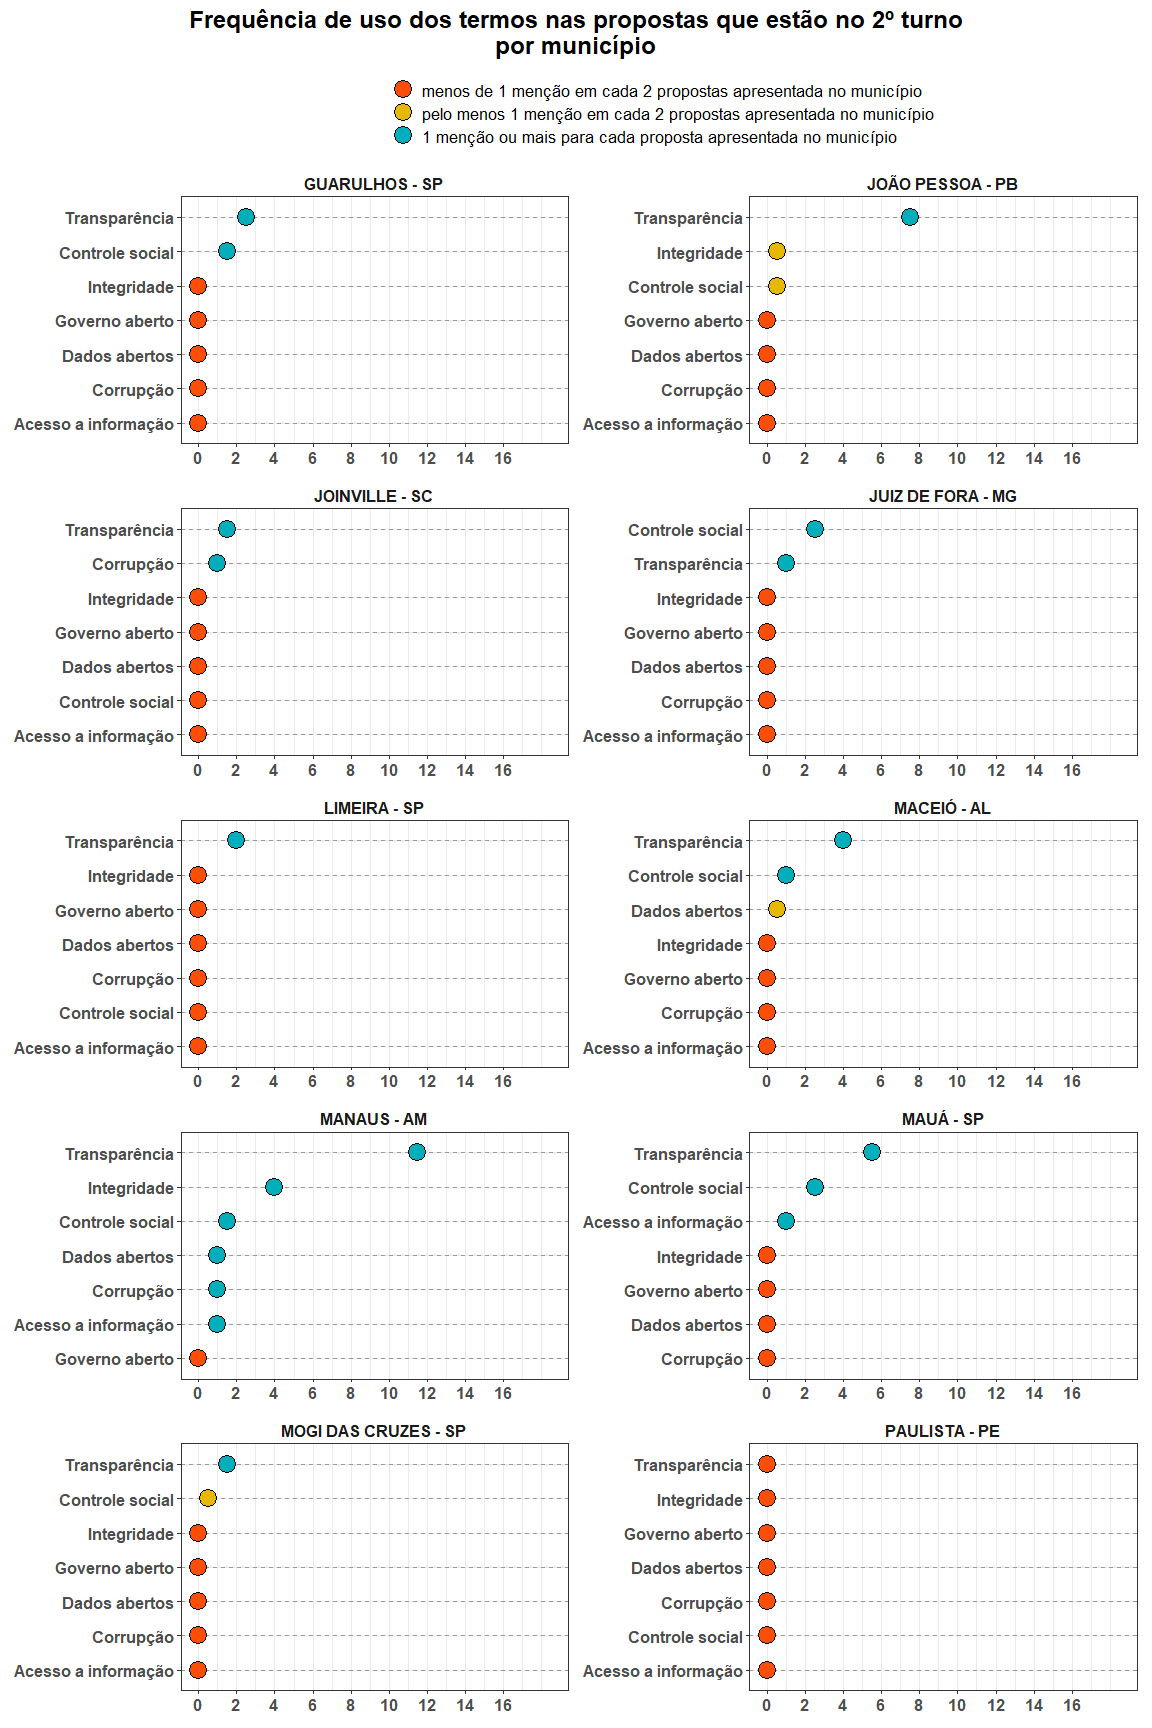 Frequência de uso dos termos nas propostas que estão no 2º turno
por município
menos de 1 menção em cada 2 propostas apresentada no município
pelo menos 1 menção em cada 2 propostas apresentada no município
1 menção ou mais para cada proposta apresentada no município
GUARULHOS - SP
Transparência
Controle social
Integridade
Governo aberto
Dados abertos
Corrupção
Acesso a informação
0 2 4 6 8 10 12 14 16
JOÃO PESSOA - PB
Transparência
Integridade
Controle social
Governo aberto
Dados abertos
Corrupção
Acesso a informação
0 2 4 6 8 10 12 14 16
JOINVILLE - SC
Transparência
Corrupção
Integridade
Governo aberto
Dados abertos
Controle social
Acesso a informação
0 2 4 6 8 10 12 14 16
JUIZ DE FORA - MG
Controle social
Transparência
Integridade
Governo aberto
Dados abertos
Corrupção
Acesso a informação
0 2 4 6 8 10 12 14 16
LIMEIRA - SP
Transparência
Integridade
Governo aberto
Dados abertos
Corrupção
Controle social
Acesso a informação
0 2 4 6 8 10 12 14 16
MACEIÓ - AL
Transparência
Controle social
Dados abertos
Integridade
Governo aberto
Corrupção
Acesso a informação
0 2 4 6 8 10 12 14 16
MANAUS - AM
Transparência
Integridade
Controle social
Dados abertos
Corrupção
Acesso a informação
Governo aberto
0 2 4 6 8 10 12 14 16
MAUÁ - SP
Transparência
Controle social
Acesso a informação
Integridade
Governo aberto
Dados abertos
Corrupção
0 2 4 6 8 10 12 14 16
MOGI DAS CRUZES - SP
Transparência
Controle social
Integridade
Governo aberto
Dados abertos
Corrupção
Acesso a informação
0 2 4 6 8 10 12 14 16
PAULISTA - PE
Transparência
Integridade
Governo aberto
Dados abertos
Corrupção
Controle social
Acesso a informação
0 2 4 6 8 10 12 14 16